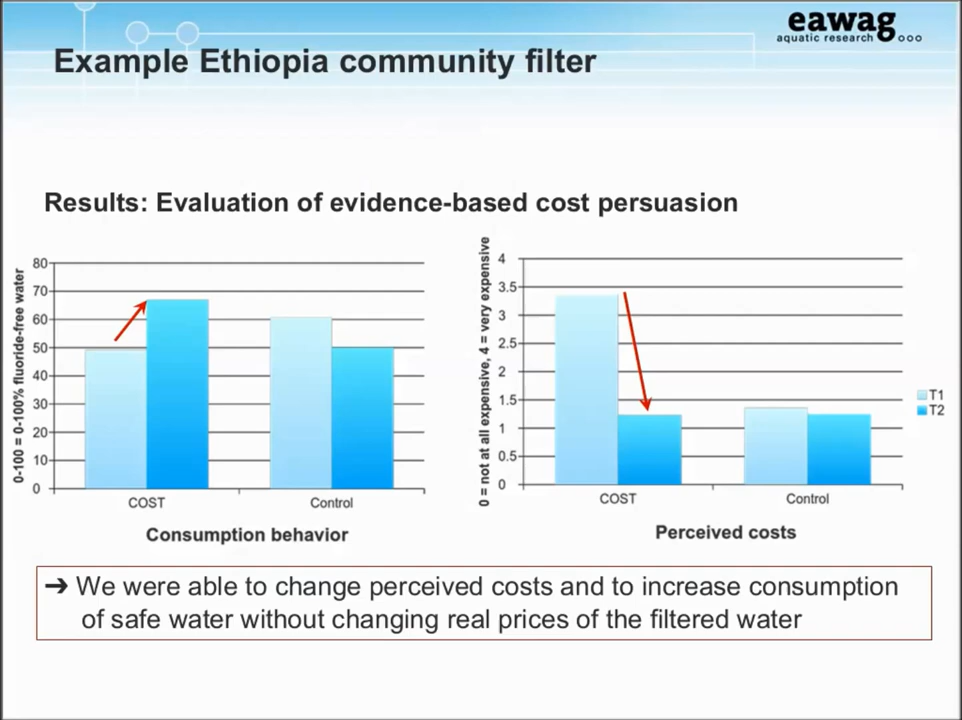 eawag
aquatic research
Example Ethiopia community filter
Results: Evaluation of evidence-based cost persuasion
0-100 = 0-100% fluoride-free water
80
70
60
50
40
30
20
10
0
COST Control
Consumption behavior
0 = not at all expensive, 4 = very expensive
4
3.5
3
2.5
2
1.5
1
0.5
0
COST Control
Perceived costs
T1
T2
➔ We were able to change perceived costs and to increase consumption
of safe water without changing real prices of the filtered water